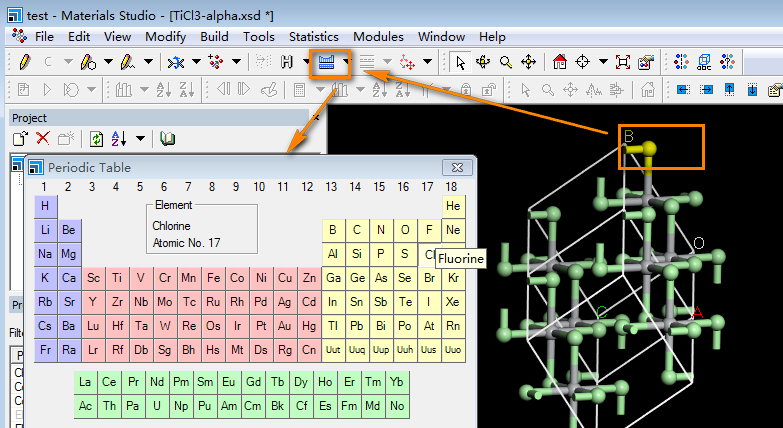 test - Materials Studio - [TiCl3-alpha.xsd *]
File Edit View Modify Build Tools Statistics Modules Window Help
Project
Periodic Table
1 2 3 4 5 6 7 8 9 10 11 12 13 14 15 16 17 18
H He
Element
Chlorine
Atomic No. 17
Li Be B C N O F Ne
Na Mg Al Si P S Cl
Fluorine
K Ca Sc Ti V Cr Mn Fe Co Ni Cu Zn Ga Ge As Se Br Kr
Rb Sr Y Zr Nb Mo Tc Ru Rh Pd Ag Cd In Sn Sb Te I Xe
Cs Ba Lu Hf Ta W Re Os Ir Pt Au Hg Tl Pb Bi Po At Rn
Fr Ra Lr Rf Db Sg Bh Hs Mt Ds Rg Cn Uut Uuq Uup Uuh Uus Uuo
La Ce Pr Nd Pm Sm Eu Gd Tb Dy Ho Er Tm Yb
Ac Th Pa U Np Pu Am Cm Bk Cf Es Fm Md No
B
O
C
A